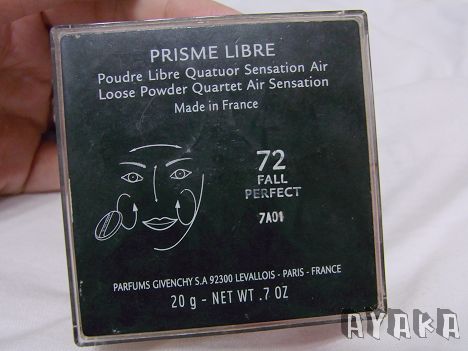 PRISME LIBRE
Poudre Libre Quatuor Sensation Air
Loose Powder Quartet Air Sensation
Made in France
72
FALL
PERFECT
7A01
PARFUMS GIVENCHY S.A 92300 LEVALLOIS - PARIS - FRANCE
20 g - NET WT .7 OZ
AYAKA